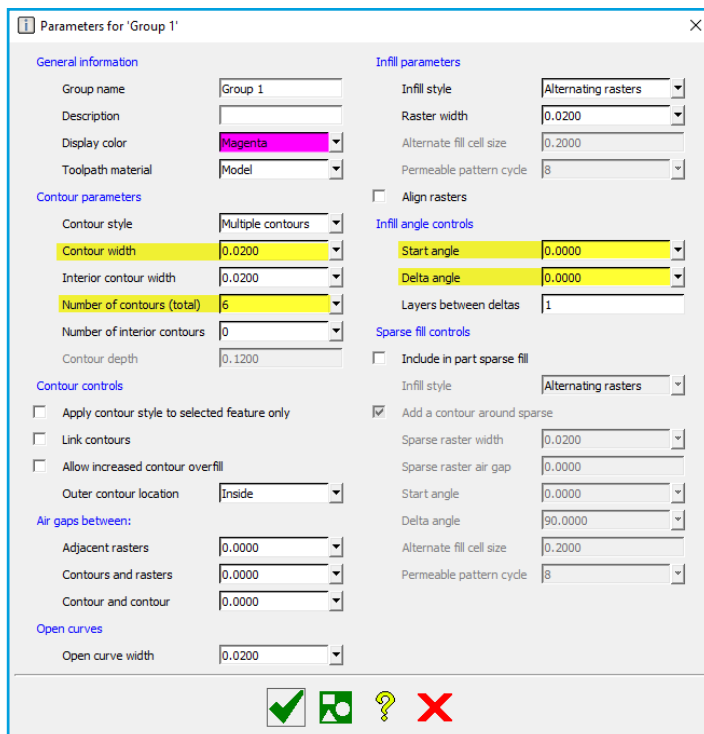 Parameters for 'Group 1'
General information
Group name Group 1
Description
Display color Magenta
Toolpath material Model
Contour parameters
Contour style Multiple contours
Contour width 0.0200
Interior contour width 0.0200
Number of contours (total) 6
Number of interior contours 0
Contour depth 0.1200
Contour controls
Apply contour style to selected feature only
Link contours
Allow increased contour overfill
Outer contour location Inside
Air gaps between:
Adjacent rasters 0.0000
Contours and rasters 0.0000
Contour and contour 0.0000
Open curves
Open curve width 0.0200
Infill parameters
Infill style Alternating rasters
Raster width 0.0200
Alternate fill cell size 0.2000
Permeable pattern cycle 8
Align rasters
Infill angle controls
Start angle 0.0000
Delta angle 0.0000
Layers between deltas 1
Sparse fill controls
Include in part sparse fill
Infill style Alternating rasters
Add a contour around sparse
Sparse raster width 0.0200
Sparse raster air gap 0.0000
Start angle 0.0000
Delta angle 90.0000
Alternate fill cell size 0.2000
Permeable pattern cycle 8